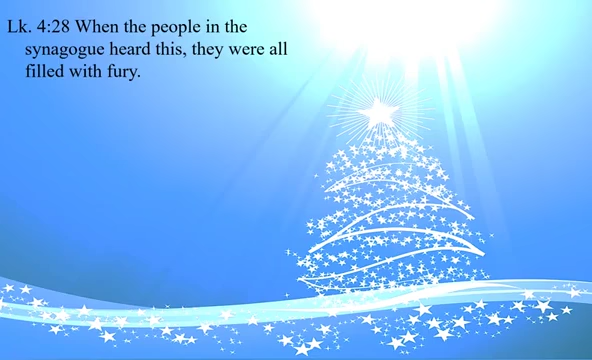 Lk. 4:28 When the people in the
synagogue heard this, they were all
filled with fury.